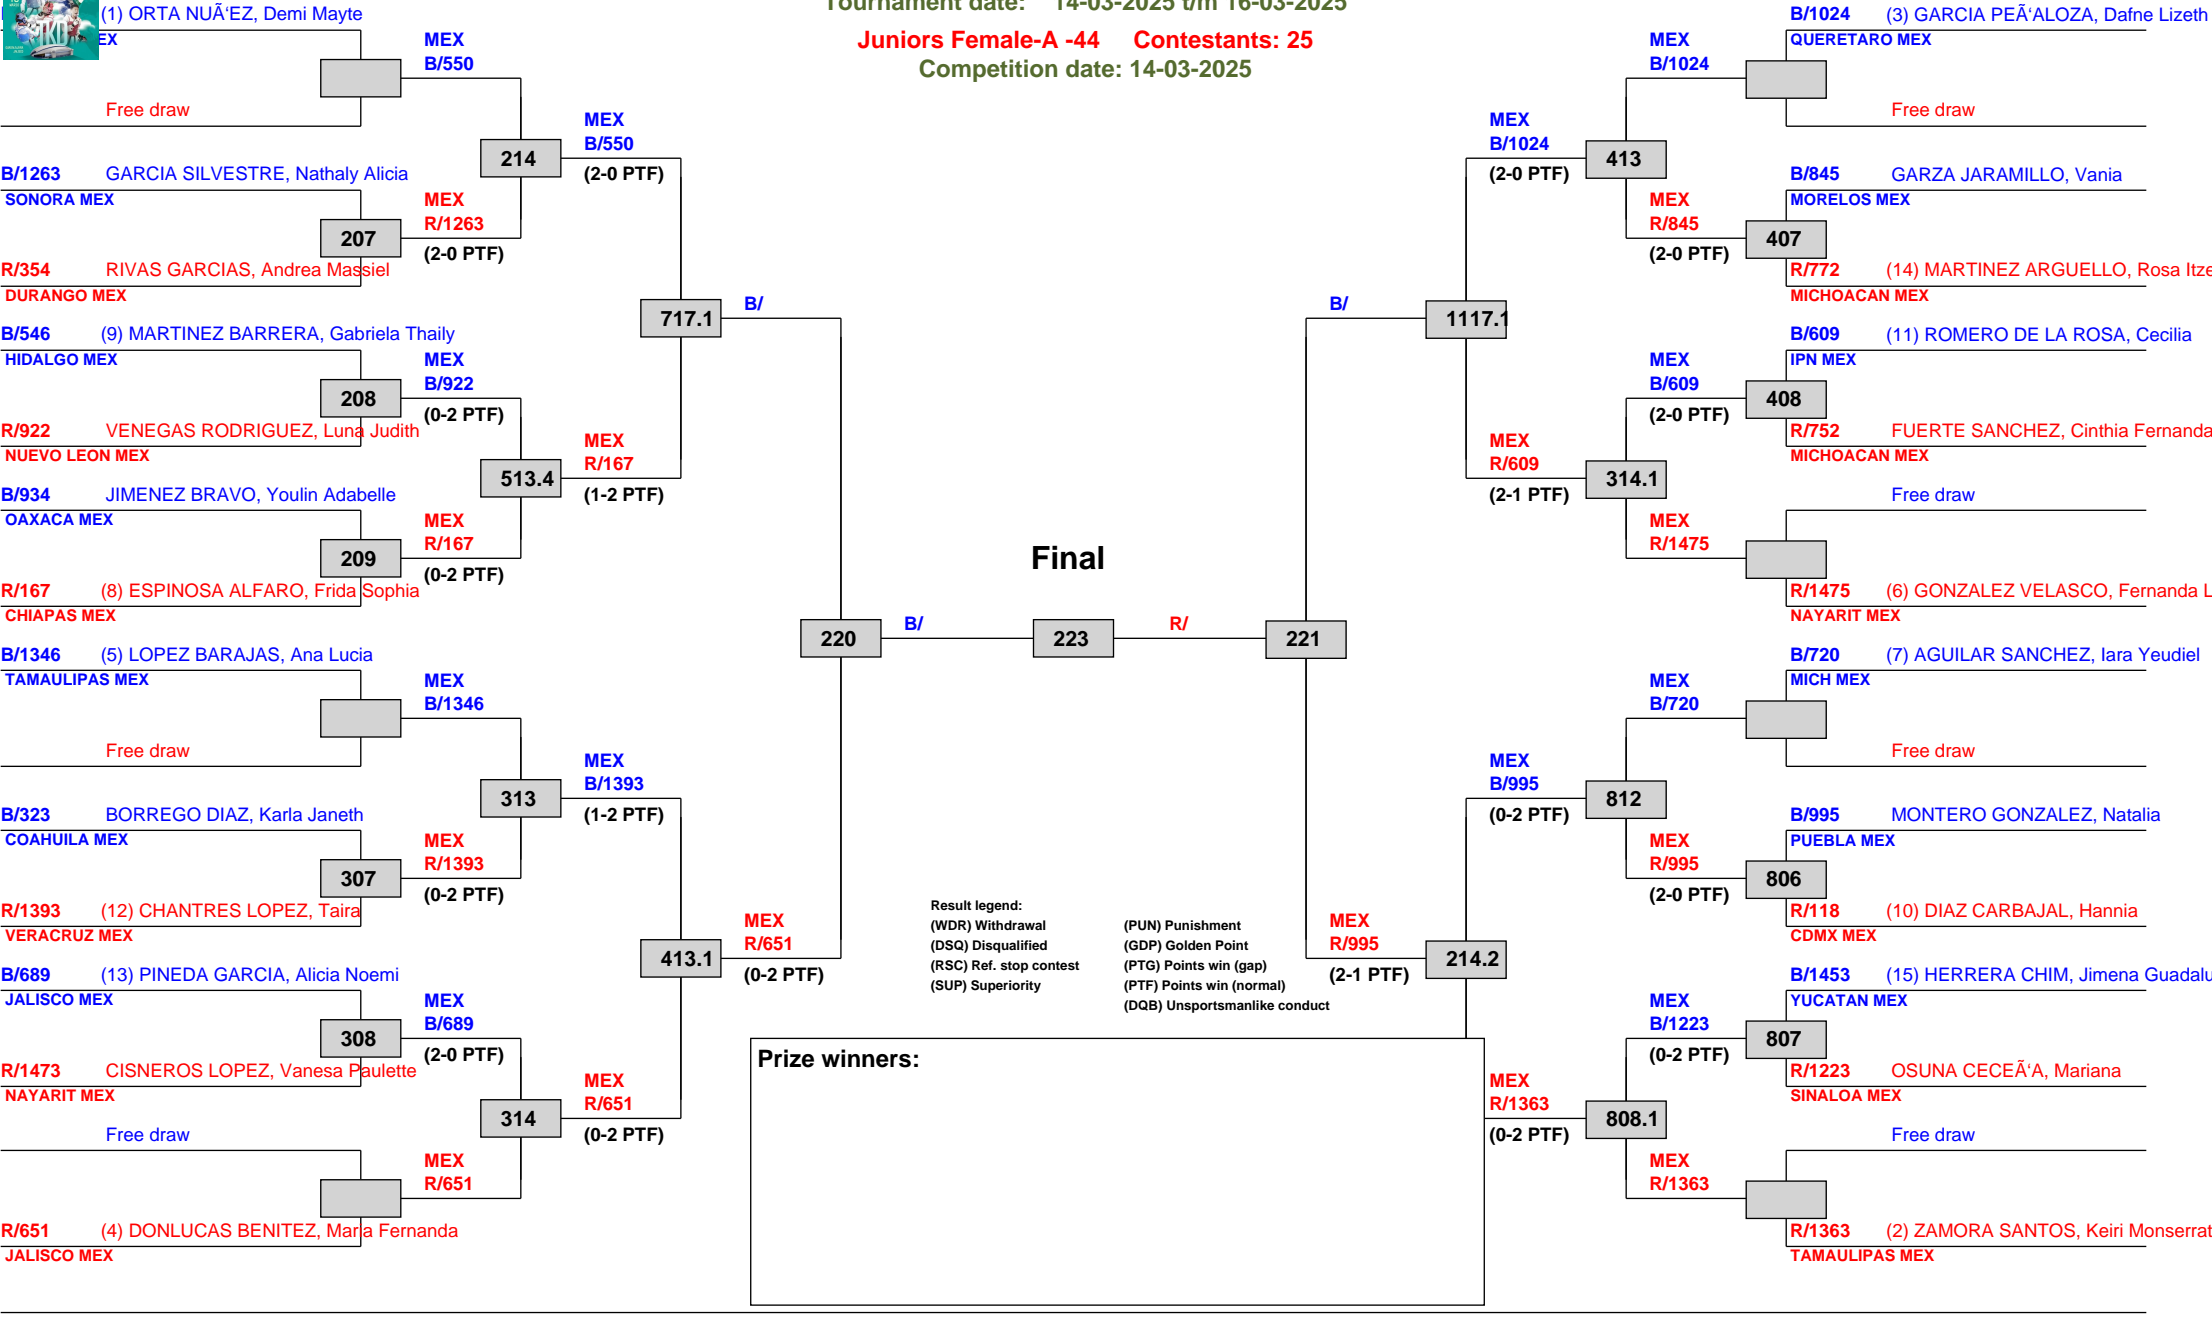 Tournament date: 14-03-2025 t/m 16-03-2025
Juniors Female-A -44 Contestants: 25
Competition date: 14-03-2025
(1) ORTA NUÃ‘EZ, Demi Mayte
EX
MEX
B/550
Free draw
MEX
B/550
(2-0 PTF)
214
B/1263 GARCIA SILVESTRE, Nathaly Alicia
SONORA MEX
MEX
R/1263
(2-0 PTF)
207
R/354 RIVAS GARCIAS, Andrea Massiel
DURANGO MEX
717.1
B/
B/546 (9) MARTINEZ BARRERA, Gabriela Thaily
HIDALGO MEX
MEX
B/922
(0-2 PTF)
208
R/922 VENEGAS RODRIGUEZ, Luna Judith
NUEVO LEON MEX
MEX
R/167
(1-2 PTF)
513.4
B/934 JIMENEZ BRAVO, Youlin Adabelle
OAXACA MEX
MEX
R/167
(0-2 PTF)
209
R/167 (8) ESPINOSA ALFARO, Frida Sophia
CHIAPAS MEX
B/1346 (5) LOPEZ BARAJAS, Ana Lucia
TAMAULIPAS MEX
MEX
B/1346
Free draw
MEX
B/1393
(1-2 PTF)
313
B/323 BORREGO DIAZ, Karla Janeth
COAHUILA MEX
MEX
R/1393
(0-2 PTF)
307
R/1393 (12) CHANTRES LOPEZ, Taira
VERACRUZ MEX
413.1
MEX
R/651
(0-2 PTF)
B/689 (13) PINEDA GARCIA, Alicia Noemi
JALISCO MEX
MEX
B/689
(2-0 PTF)
308
R/1473 CISNEROS LOPEZ, Vanesa Paulette
NAYARIT MEX
MEX
R/651
(0-2 PTF)
314
Free draw
MEX
R/651
R/651 (4) DONLUCAS BENITEZ, Maria Fernanda
JALISCO MEX
Final
220 B/ 223 R/ 221
Result legend:
(WDR) Withdrawal (PUN) Punishment
(DSQ) Disqualified (GDP) Golden Point
(RSC) Ref. stop contest (PTG) Points win (gap)
(SUP) Superiority (PTF) Points win (normal)
(DQB) Unsportsmanlike conduct
Prize winners:
B/1024 (3) GARCIA PEÃ‘ALOZA, Dafne Lizeth
QUERETARO MEX
MEX
B/1024
Free draw
MEX
B/1024
(2-0 PTF)
413
B/845 GARZA JARAMILLO, Vania
MORELOS MEX
MEX
R/845
(2-0 PTF)
407
R/772 (14) MARTINEZ ARGUELLO, Rosa Itze
MICHOACAN MEX
B/
1117.1
B/609 (11) ROMERO DE LA ROSA, Cecilia
IPN MEX
MEX
B/609
(2-0 PTF)
408
R/752 FUERTE SANCHEZ, Cinthia Fernanda
MICHOACAN MEX
MEX
R/609
(2-1 PTF)
314.1
Free draw
MEX
R/1475
R/1475 (6) GONZALEZ VELASCO, Fernanda L
NAYARIT MEX
B/720 (7) AGUILAR SANCHEZ, Iara Yeudiel
MICH MEX
MEX
B/720
Free draw
MEX
B/995
(0-2 PTF)
812
B/995 MONTERO GONZALEZ, Natalia
PUEBLA MEX
MEX
R/995
(2-0 PTF)
806
R/118 (10) DIAZ CARBAJAL, Hannia
CDMX MEX
MEX
R/995
(2-1 PTF)
214.2
B/1453 (15) HERRERA CHIM, Jimena Guadalu
YUCATAN MEX
MEX
B/1223
(0-2 PTF)
807
R/1223 OSUNA CECEÃ‘A, Mariana
SINALOA MEX
MEX
R/1363
(0-2 PTF)
808.1
Free draw
MEX
R/1363
R/1363 (2) ZAMORA SANTOS, Keiri Monserrat
TAMAULIPAS MEX